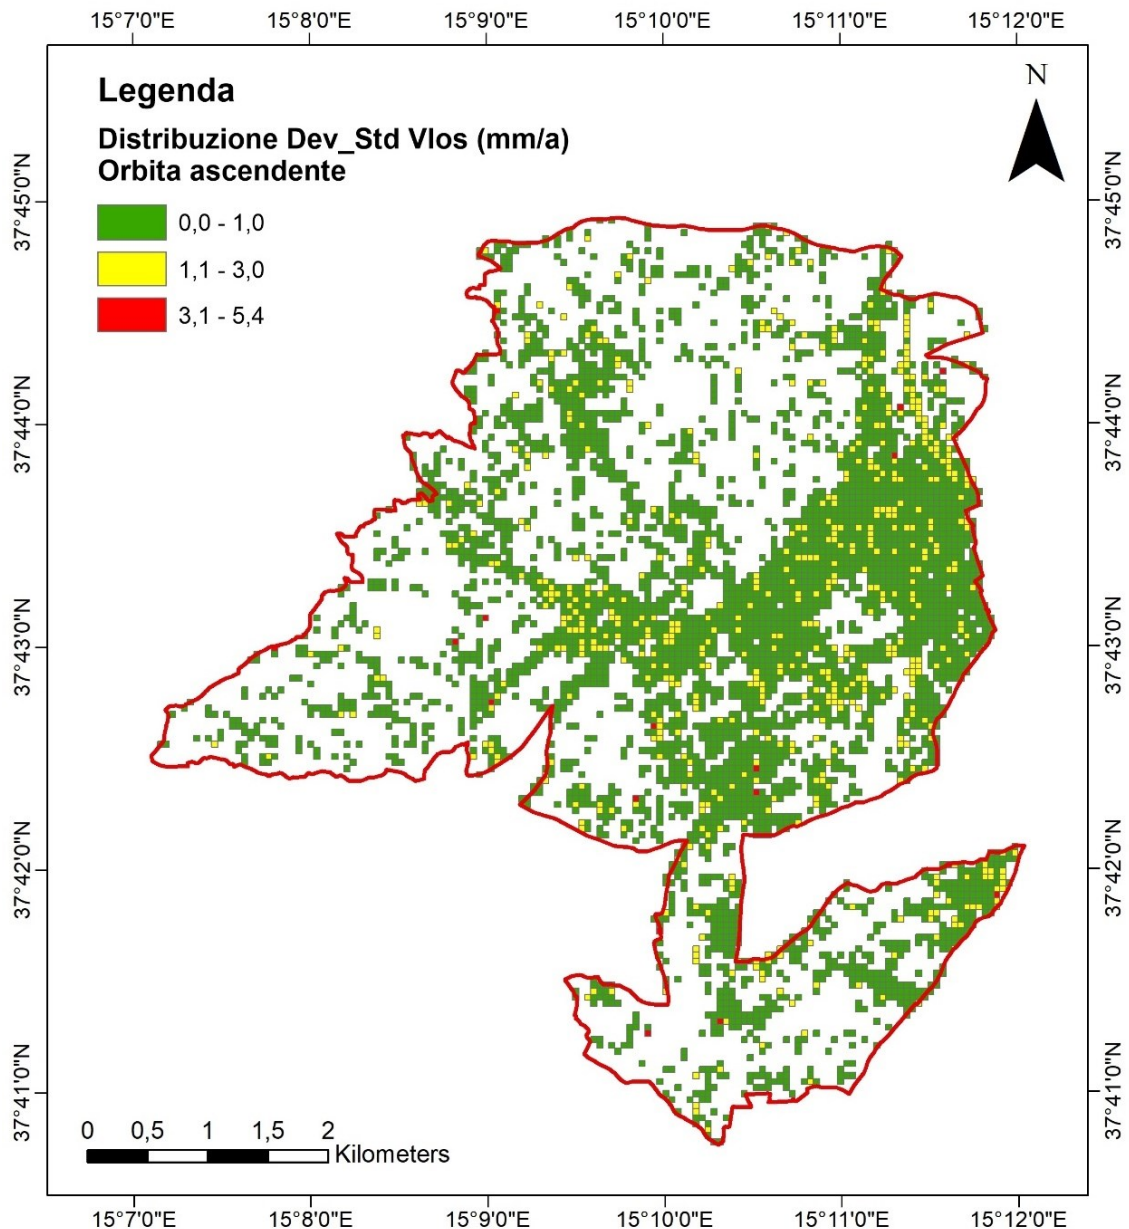 15°7'0"E 15°8'0"E 15°9'0"E 15°10'0"E 15°11'0"E 15°12'0"E
Legenda
N
Distribuzione Dev_Std Vlos (mm/a)
Orbita ascendente
0,0 - 1,0
1,1 - 3,0
3,1 - 5,4
37°45'0"N
37°45'0"N
37°44'0"N
37°44'0"N
37°43'0"N
37°43'0"N
37°42'0"N
37°42'0"N
37°41'0"N
37°41'0"N
0 0,5 1 1,5 2
Kilometers
15°7'0"E 15°8'0"E 15°9'0"E 15°10'0"E 15°11'0"E 15°12'0"E